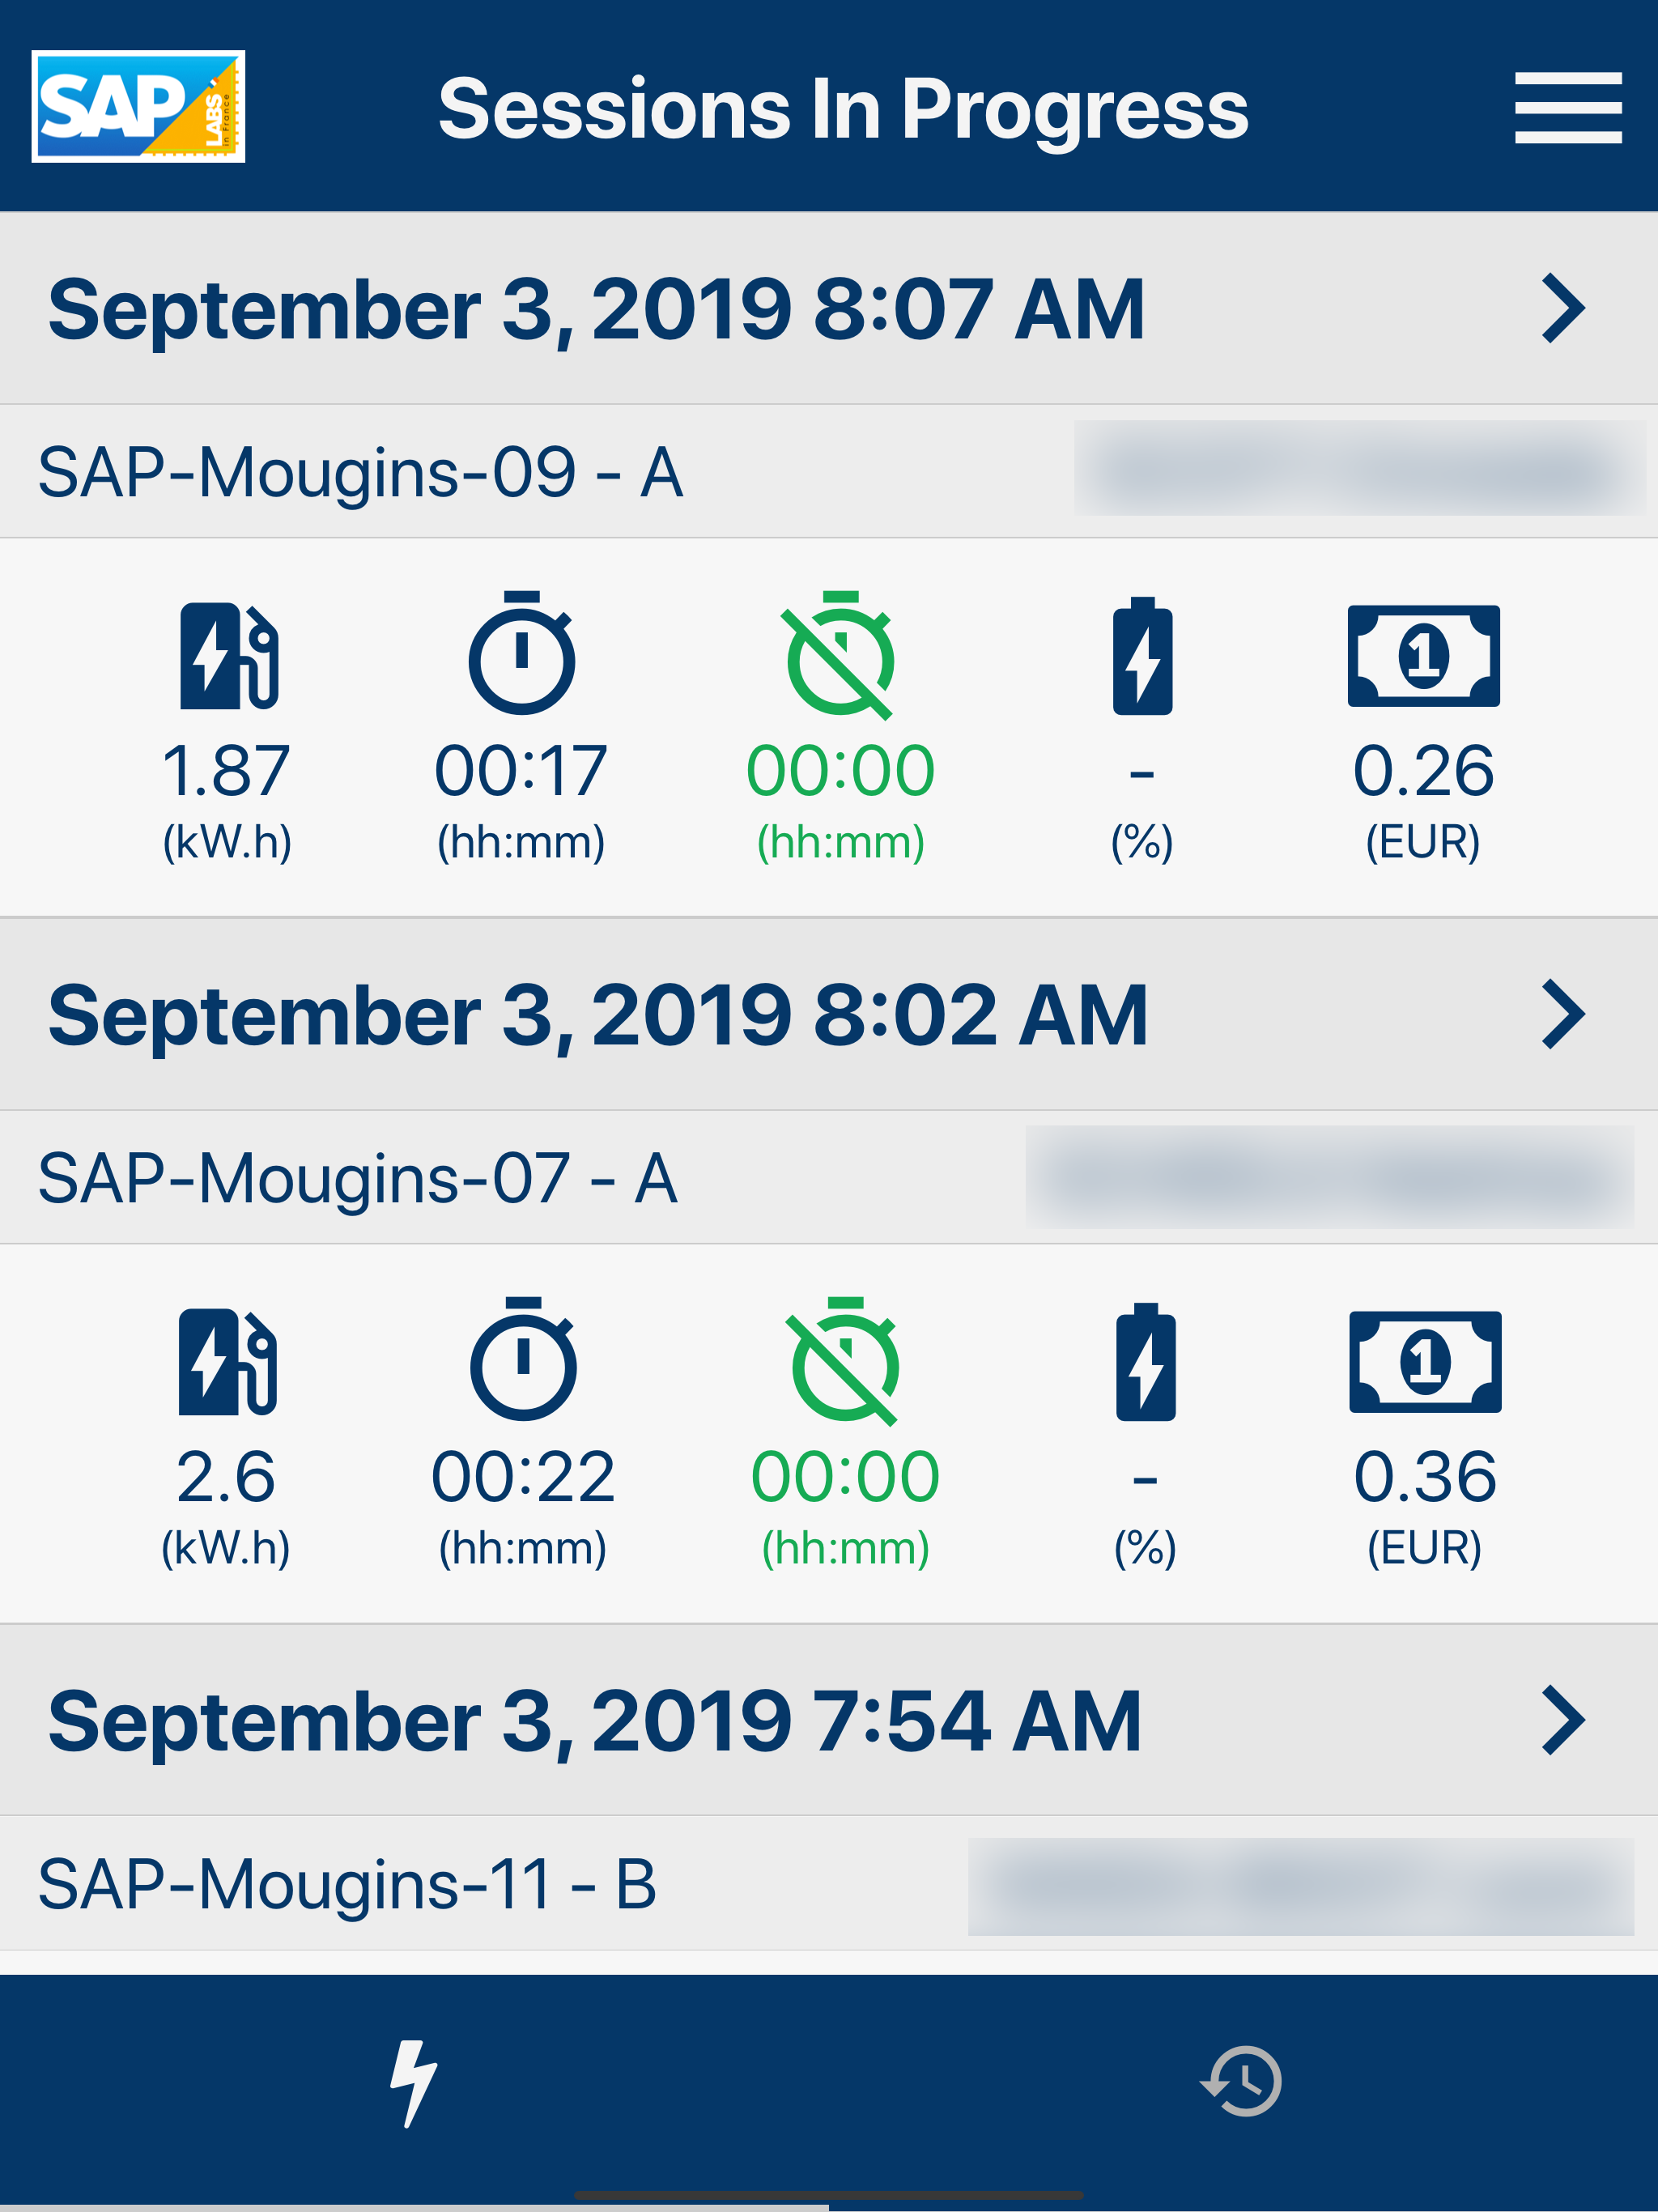 SAP LABS in France
Sessions In Progress
September 3, 2019 8:07 AM
SAP-Mougins-09 - A
1.87 00:17 00:00 - 0.26
(kW.h) (hh:mm) (hh:mm) (%) (EUR)
September 3, 2019 8:02 AM
SAP-Mougins-07 - A
2.6 00:22 00:00 - 0.36
(kW.h) (hh:mm) (hh:mm) (%) (EUR)
September 3, 2019 7:54 AM
SAP-Mougins-11 - B